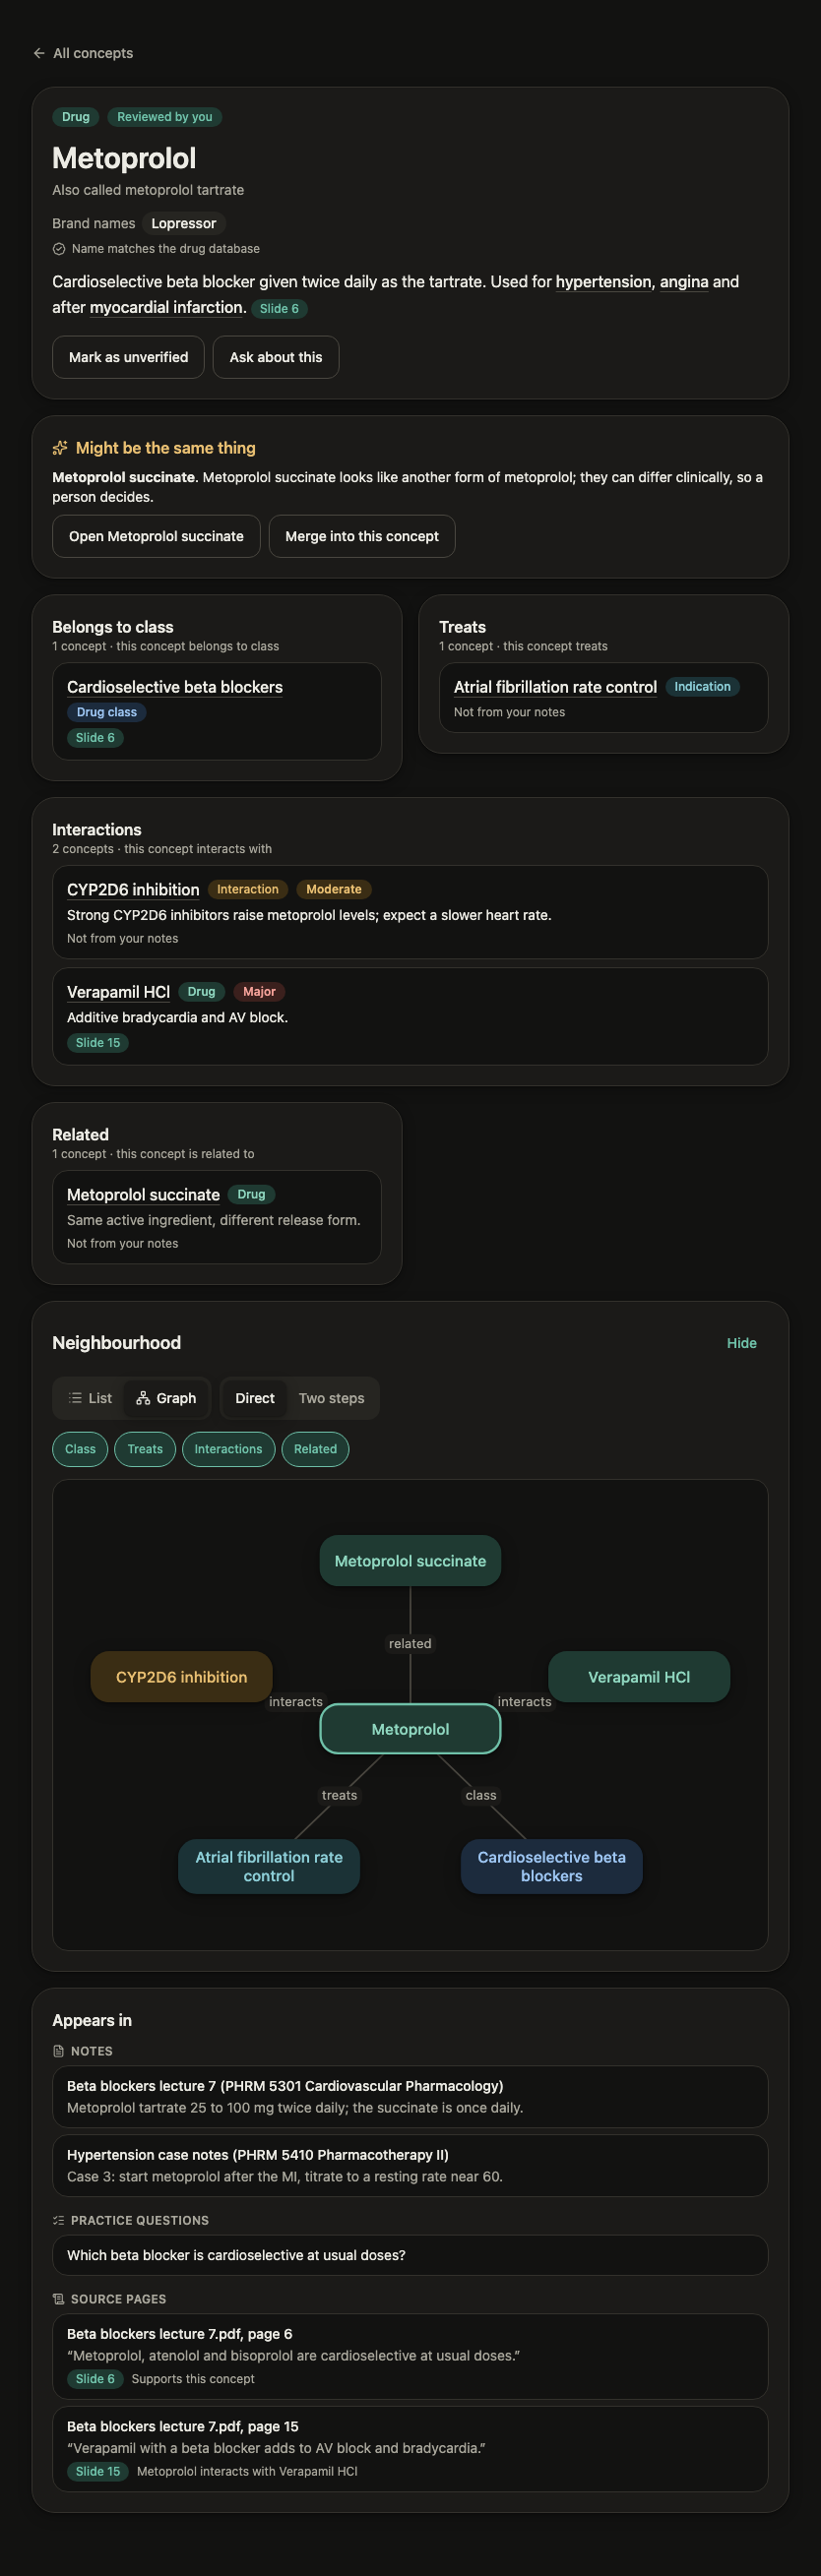 All concepts
Drug Reviewed by you
Metoprolol
Also called metoprolol tartrate
Brand names Lopressor
Name matches the drug database
Cardioselective beta blocker given twice daily as the tartrate. Used for hypertension, angina and
after myocardial infarction. Slide 6
Mark as unverified Ask about this
Might be the same thing
Metoprolol succinate. Metoprolol succinate looks like another form of metoprolol; they can differ clinically, so a
person decides.
Open Metoprolol succinate Merge into this concept
Belongs to class
1 concept · this concept belongs to class
Cardioselective beta blockers
Drug class
Slide 6
Treats
1 concept · this concept treats
Atrial fibrillation rate control Indication
Not from your notes
Interactions
2 concepts · this concept interacts with
CYP2D6 inhibition Interaction Moderate
Strong CYP2D6 inhibitors raise metoprolol levels; expect a slower heart rate.
Not from your notes
Verapamil HCl Drug Major
Additive bradycardia and AV block.
Slide 15
Related
1 concept · this concept is related to
Metoprolol succinate Drug
Same active ingredient, different release form.
Not from your notes
Neighbourhood Hide
List Graph Direct Two steps
Class Treats Interactions Related
Metoprolol succinate
related
CYP2D6 inhibition Verapamil HCl
interacts interacts
Metoprolol
treats class
Atrial fibrillation rate
control
Cardioselective beta
blockers
Appears in
NOTES
Beta blockers lecture 7 (PHRM 5301 Cardiovascular Pharmacology)
Metoprolol tartrate 25 to 100 mg twice daily; the succinate is once daily.
Hypertension case notes (PHRM 5410 Pharmacotherapy II)
Case 3: start metoprolol after the MI, titrate to a resting rate near 60.
PRACTICE QUESTIONS
Which beta blocker is cardioselective at usual doses?
SOURCE PAGES
Beta blockers lecture 7.pdf, page 6
“Metoprolol, atenolol and bisoprolol are cardioselective at usual doses.”
Slide 6 Supports this concept
Beta blockers lecture 7.pdf, page 15
“Verapamil with a beta blocker adds to AV block and bradycardia.”
Slide 15 Metoprolol interacts with Verapamil HCl